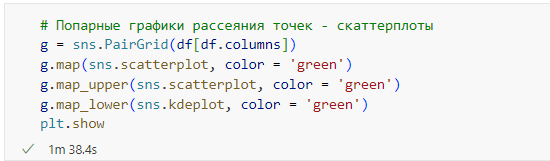 # Попарные графики рассеяния точек - скаттерплоты
g = sns.PairGrid(df[df.columns])
g.map(sns.scatterplot, color = 'green')
g.map_upper(sns.scatterplot, color = 'green')
g.map_lower(sns.kdeplot, color = 'green')
plt.show
✓ 1m 38.4s